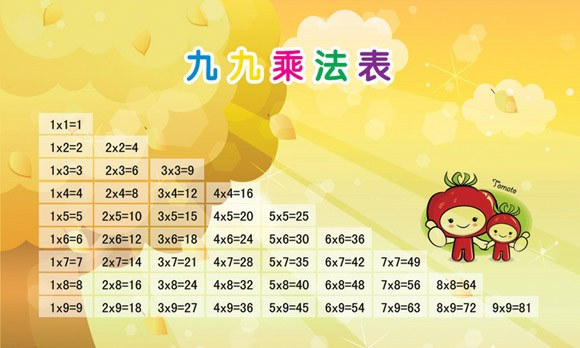 九九乘法表
1x1=1
1x2=2 2x2=4
1x3=3 2x3=6 3x3=9
1x4=4 2x4=8 3x4=12 4x4=16
Tomato
1x5=5 2x5=10 3x5=15 4x5=20 5x5=25
1x6=6 2x6=12 3x6=18 4x6=24 5x6=30 6x6=36
1x7=7 2x7=14 3x7=21 4x7=28 5x7=35 6x7=42 7x7=49
1x8=8 2x8=16 3x8=24 4x8=32 5x8=40 6x8=48 7x8=56 8x8=64
1x9=9 2x9=18 3x9=27 4x9=36 5x9=45 6x9=54 7x9=63 8x9=72 9x9=81